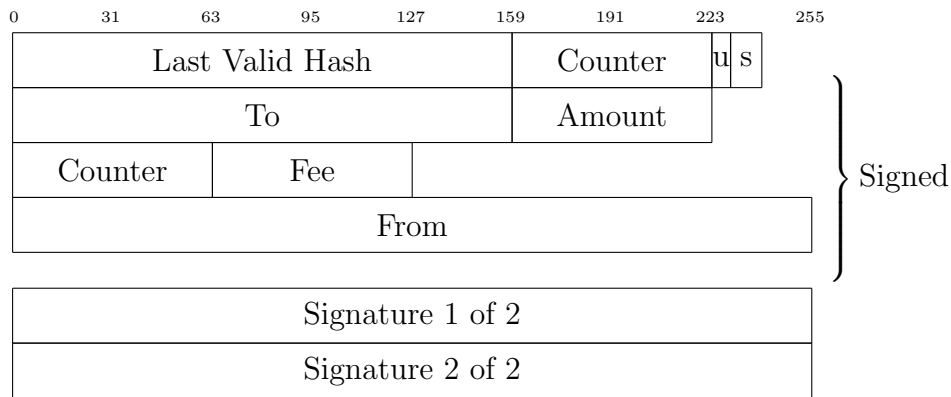 0 31 63 95 127 159 191 223 255
Last Valid Hash Counter u s
To Amount
Counter Fee
Signed
From
Signature 1 of 2
Signature 2 of 2